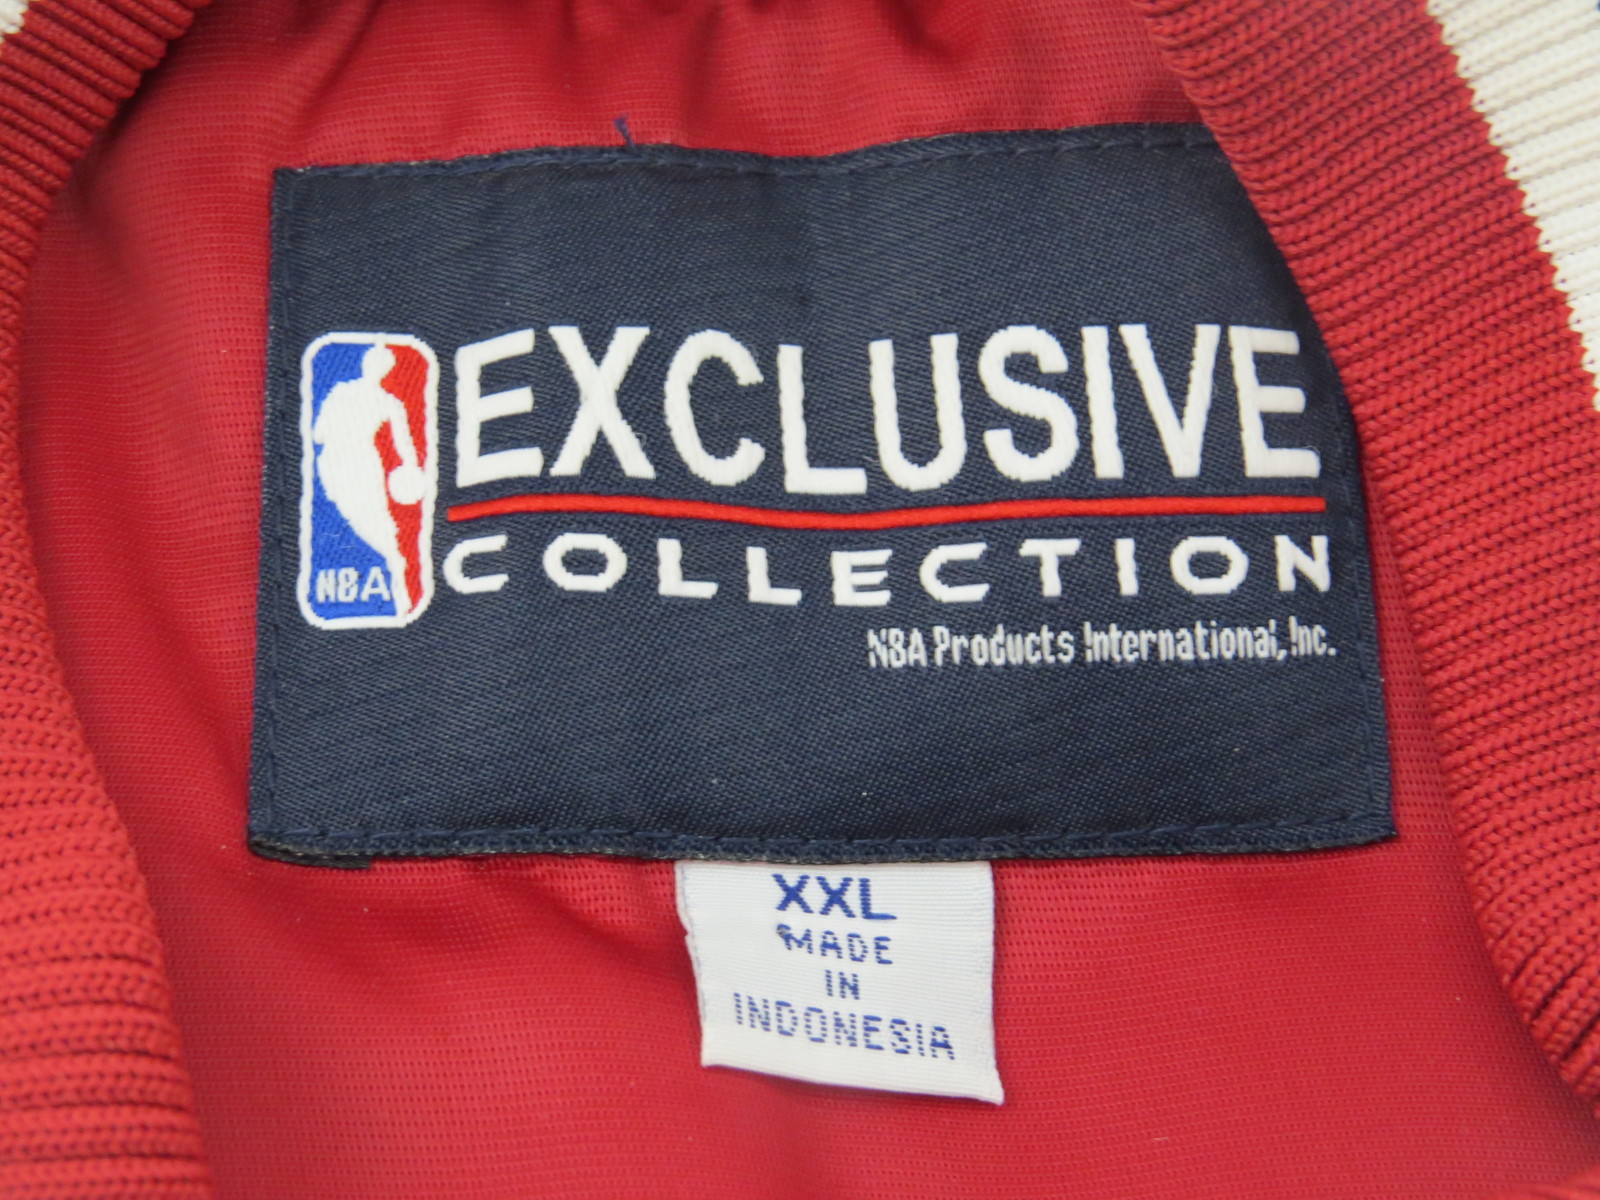 EXCLUSIVE
NBA
COLLECTION
NBA Products International, Inc.
XXL
MADE
IN
INDONESIA